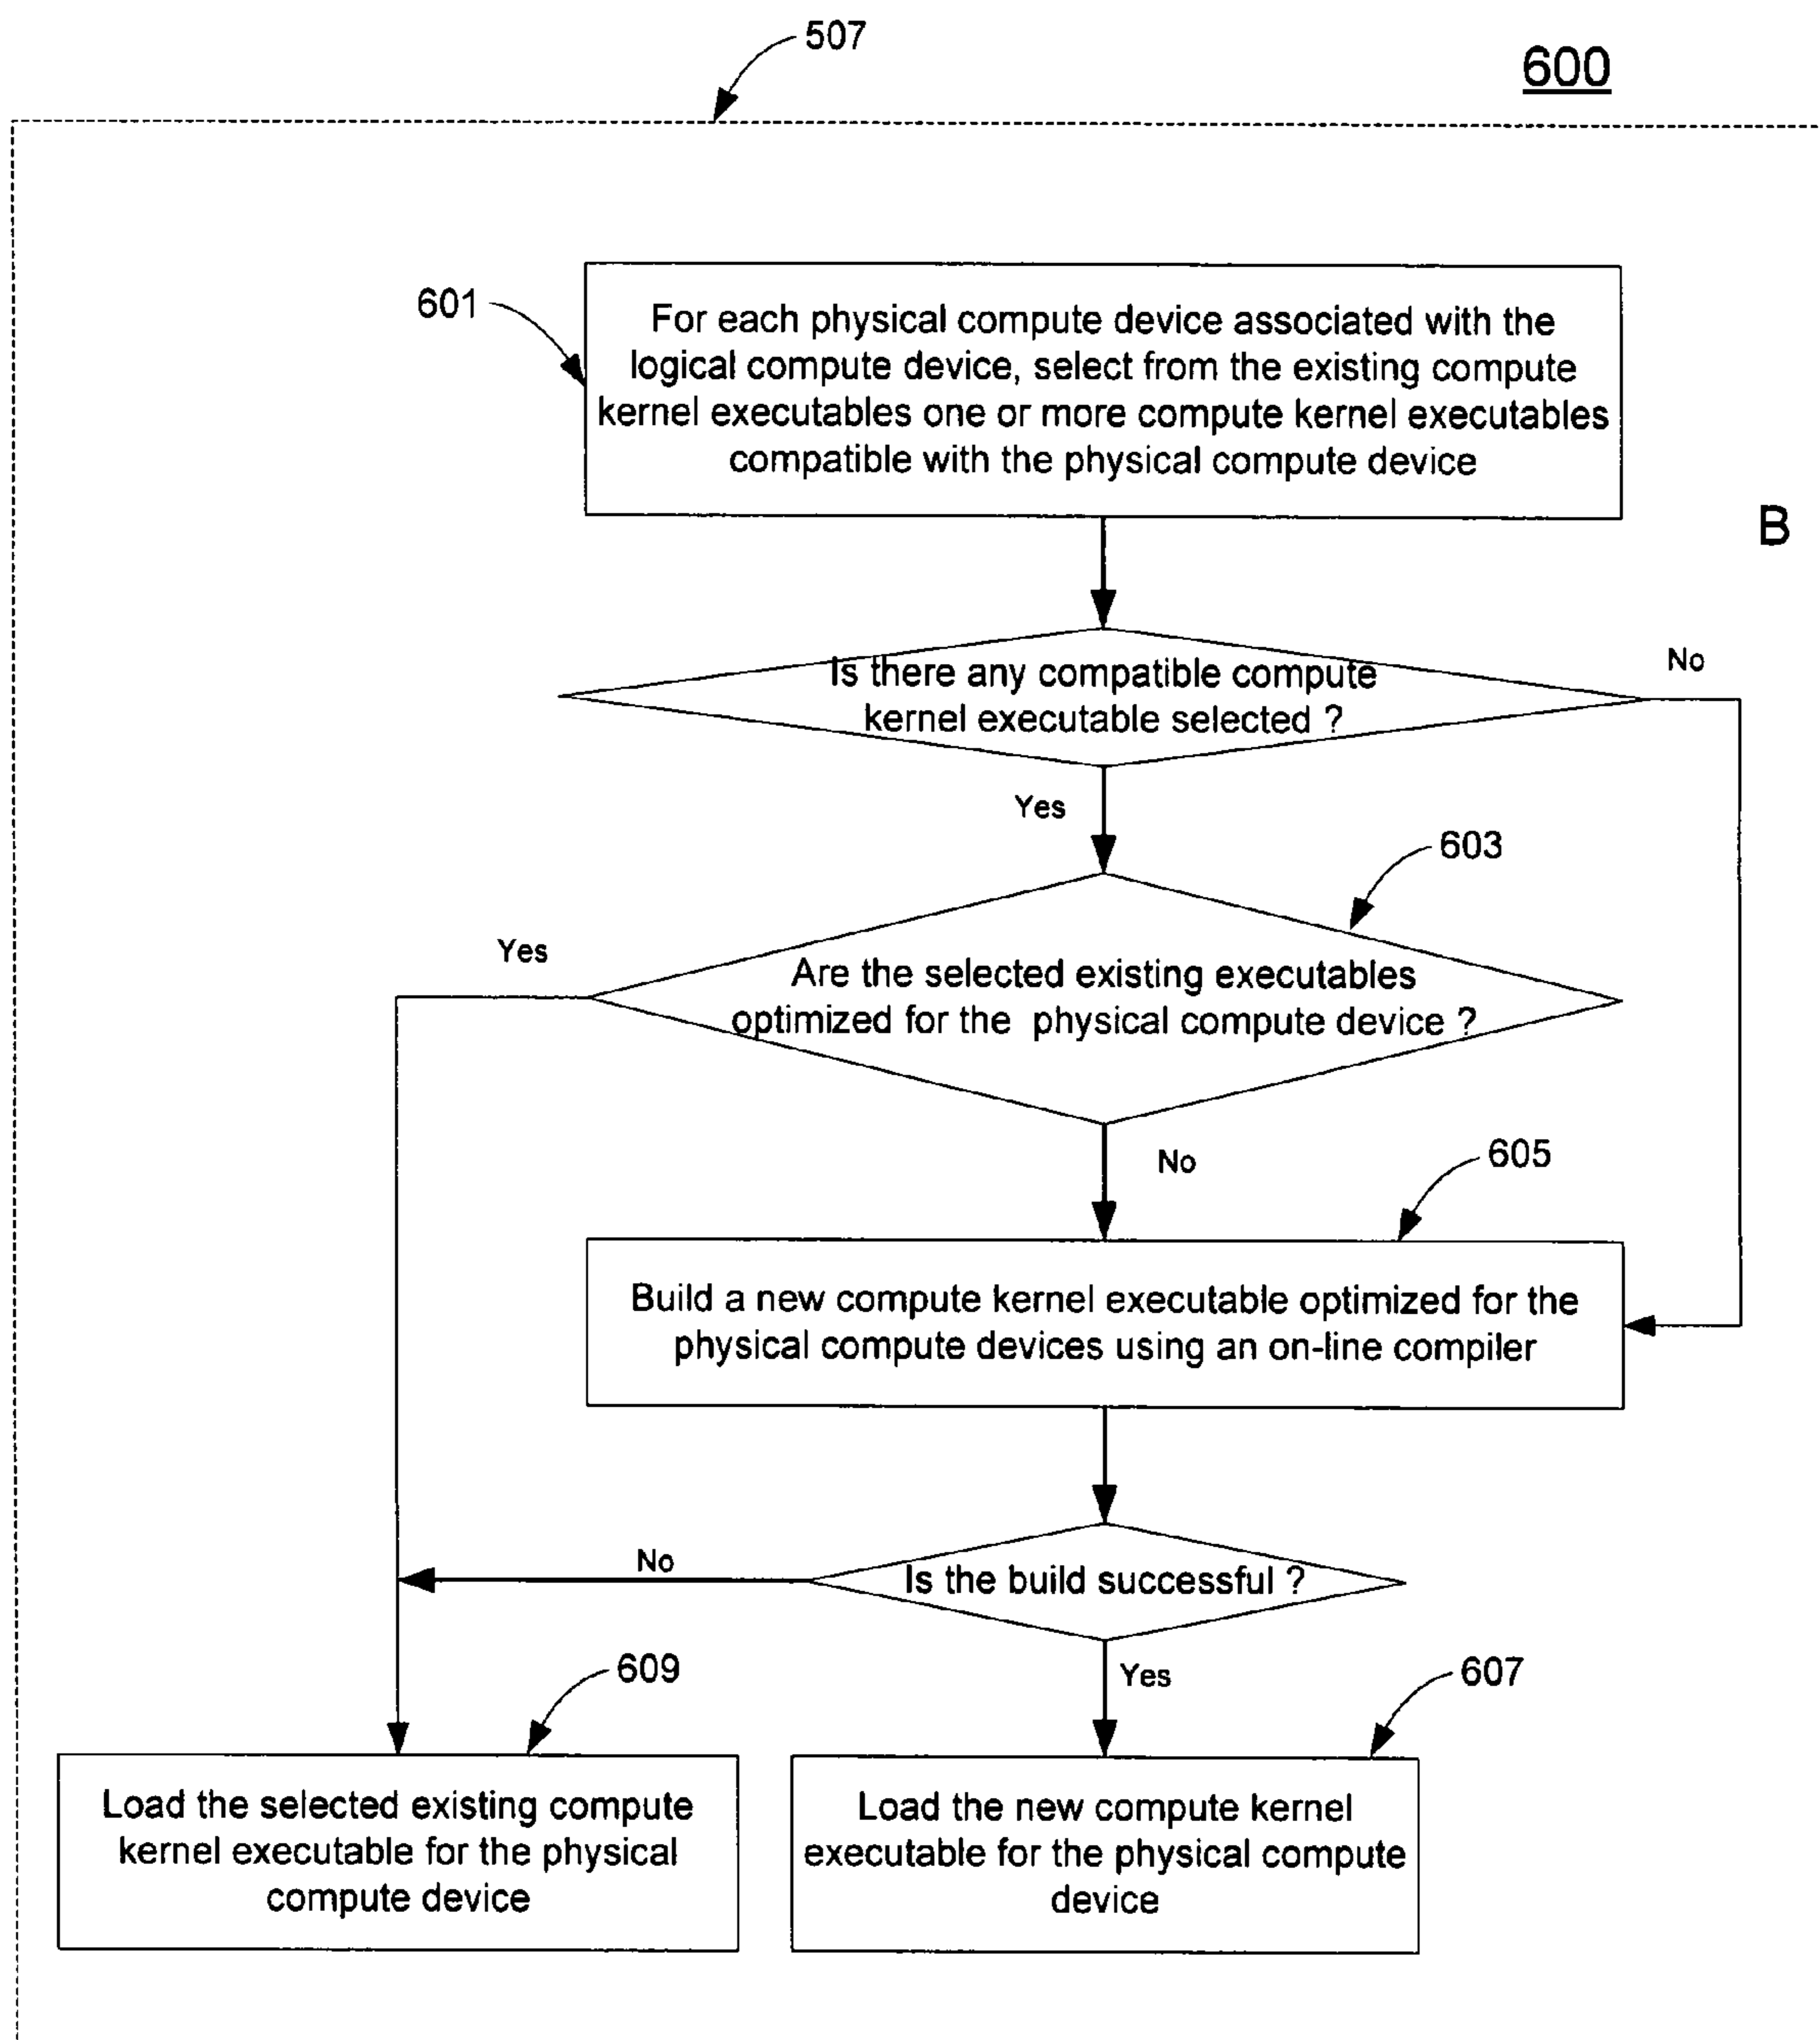 507
600
601
For each physical compute device associated with the
logical compute device, select from the existing compute
kernel executables one or more compute kernel executables
compatible with the physical compute device
B
Is there any compatible compute
kernel executable selected ?
No
Yes
603
Yes
Are the selected existing executables
optimized for the physical compute device ?
No
605
Build a new compute kernel executable optimized for the
physical compute devices using an on-line compiler
No
Is the build successful ?
609
Yes
607
Load the selected existing compute
kernel executable for the physical
compute device
Load the new compute kernel
executable for the physical compute
device